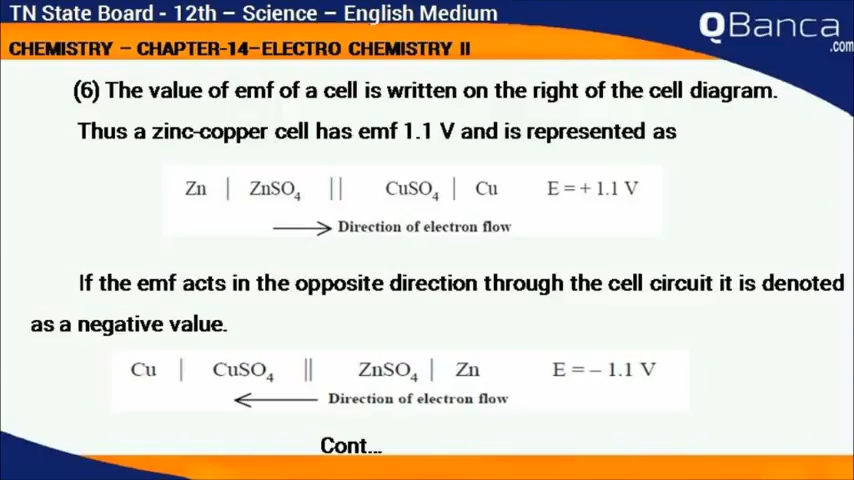 TN State Board - 12th – Science – English Medium
QBanca
.com
CHEMISTRY – CHAPTER-14–ELECTRO CHEMISTRY II
(6) The value of emf of a cell is written on the right of the cell diagram.
Thus a zinc-copper cell has emf 1.1 V and is represented as
Zn | ZnSO₄ || CuSO₄ | Cu E = + 1.1 V
⟶ Direction of electron flow
If the emf acts in the opposite direction through the cell circuit it is denoted
as a negative value.
Cu | CuSO₄ || ZnSO₄ | Zn E = – 1.1 V
⟵ Direction of electron flow
Cont...